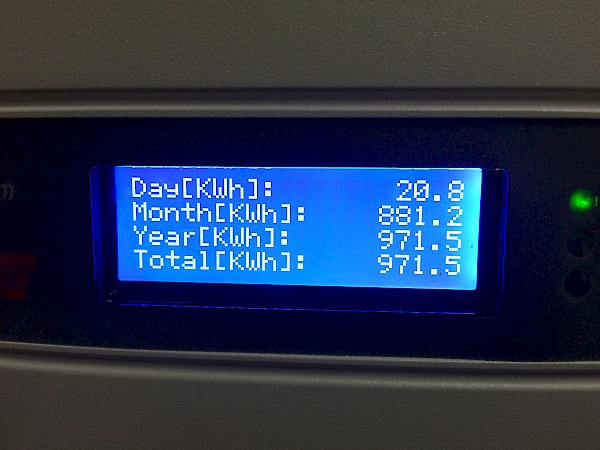 Day[KWh]: 20.8
Month[KWh]: 881.2
Year[KWh]: 971.5
Total[KWh]: 971.5